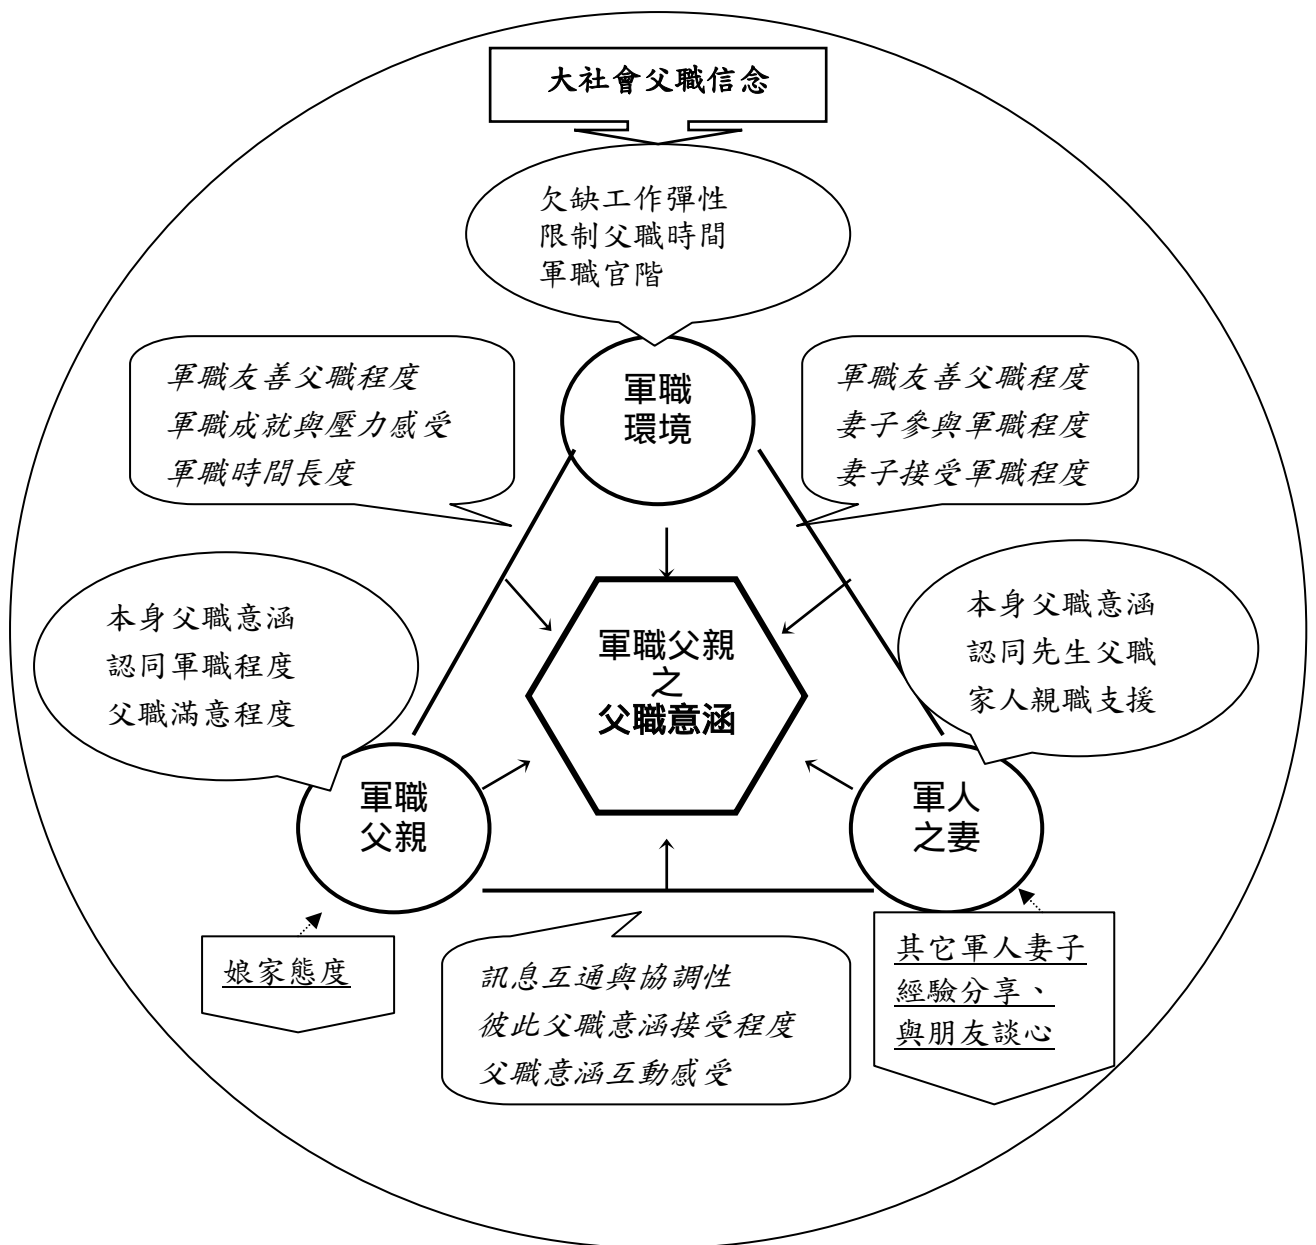 大社會父職信念
欠缺工作彈性
限制父職時間
軍職官階
軍職友善父職程度
軍職成就與壓力感受
軍職時間長度
軍職
環境
軍職友善父職程度
妻子參與軍職程度
妻子接受軍職程度
本身父職意涵
認同軍職程度
父職滿意程度
軍職父親
之
父職意涵
本身父職意涵
認同先生父職
家人親職支援
軍職
父親
軍人
之妻
娘家態度
訊息互通與協調性
彼此父職意涵接受程度
父職意涵互動感受
其它軍人妻子
經驗分享、
與朋友談心